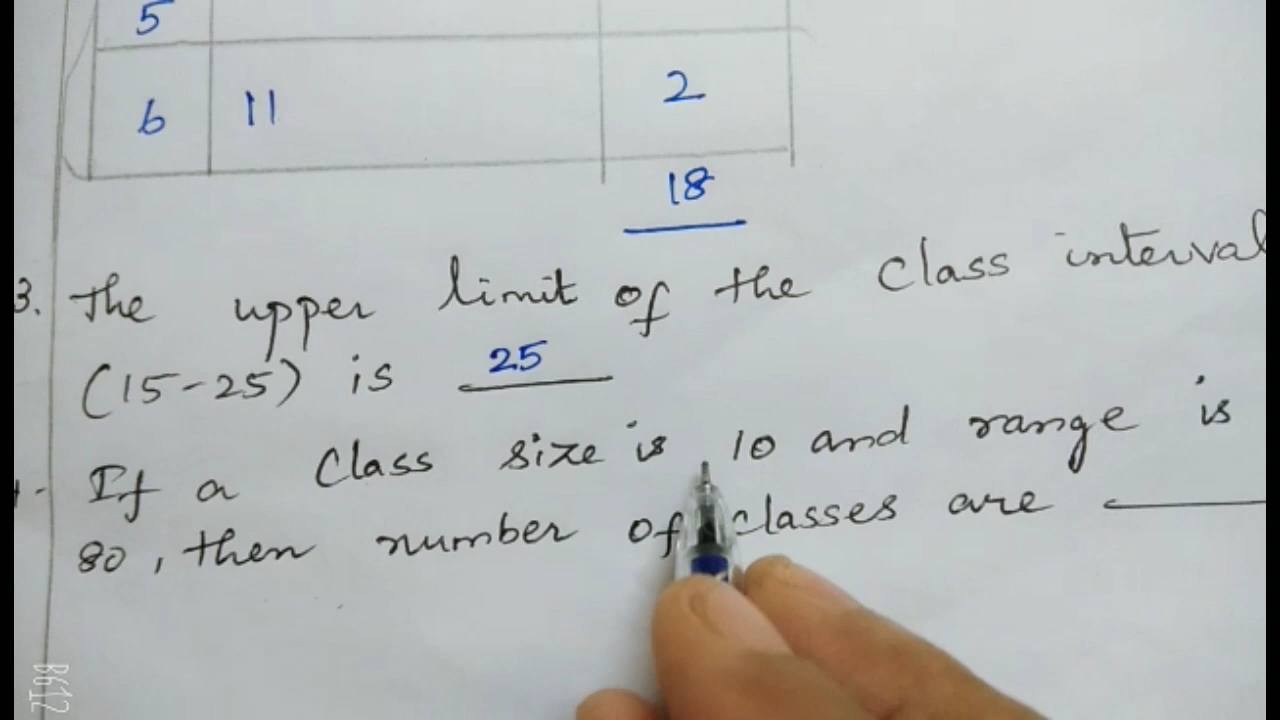 5
6 11 2
18
3. The upper limit of the class interval
(15-25) is 25
If a class size is 10 and range is
80, then number of classes are
B612